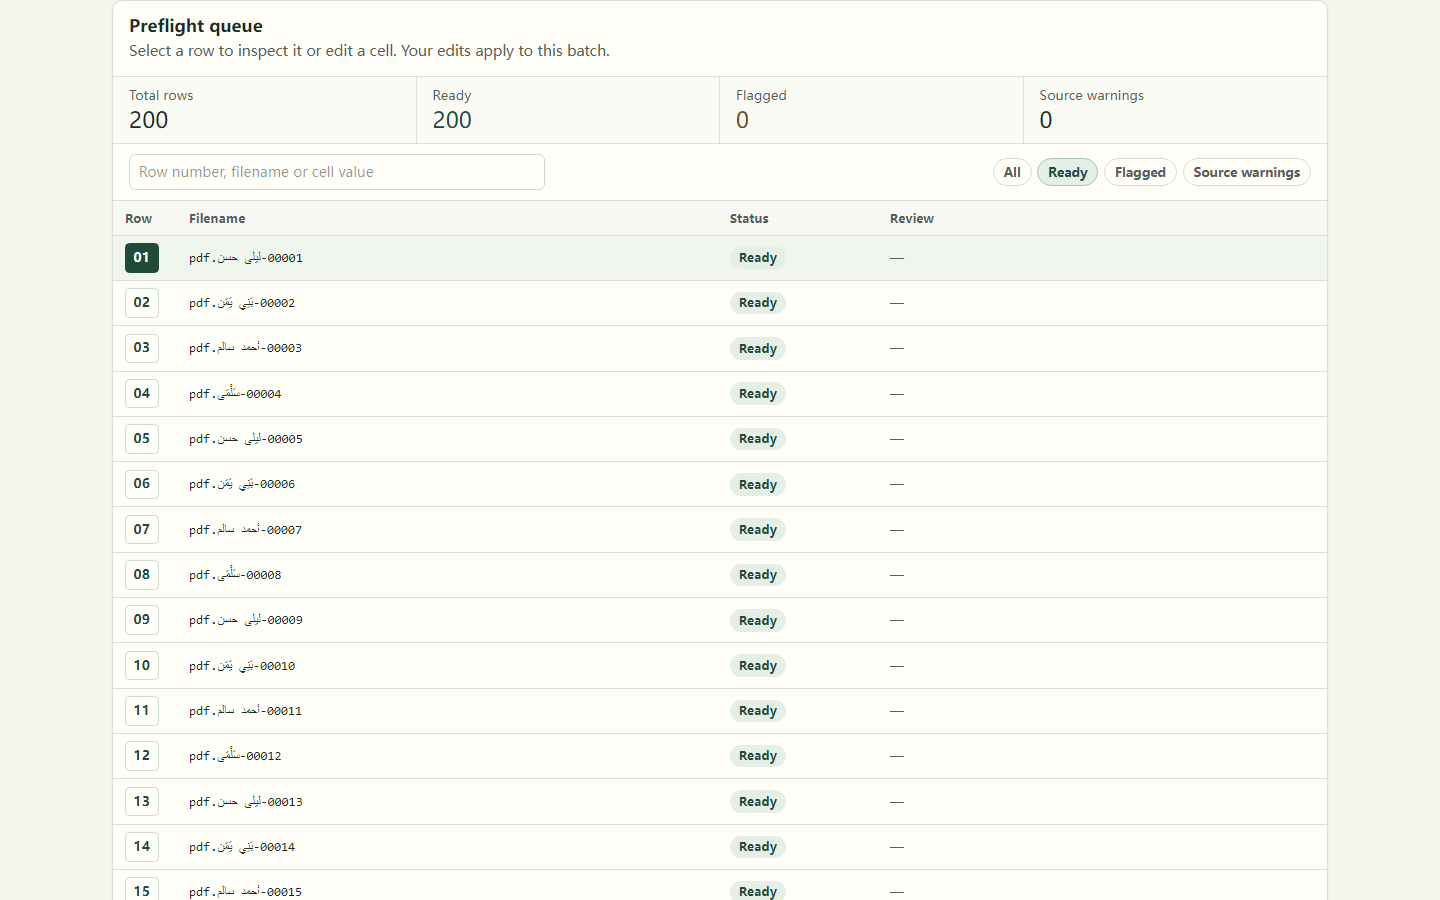 Preflight queue
Select a row to inspect it or edit a cell. Your edits apply to this batch.
Total rows
200
Ready
200
Flagged
0
Source warnings
0
Row number, filename or cell value
All
Ready
Flagged
Source warnings
Row Filename Status Review
01 00001-ليلى حسن.pdf Ready —
02 00002-بَيْبِي يُمْن.pdf Ready —
03 00003-أحمد سالم.pdf Ready —
04 00004-سَلْمَى.pdf Ready —
05 00005-ليلى حسن.pdf Ready —
06 00006-بَيْبِي يُمْن.pdf Ready —
07 00007-أحمد سالم.pdf Ready —
08 00008-سَلْمَى.pdf Ready —
09 00009-ليلى حسن.pdf Ready —
10 00010-بَيْبِي يُمْن.pdf Ready —
11 00011-أحمد سالم.pdf Ready —
12 00012-سَلْمَى.pdf Ready —
13 00013-ليلى حسن.pdf Ready —
14 00014-بَيْبِي يُمْن.pdf Ready —
15 00015-أحمد سالم.pdf Ready —